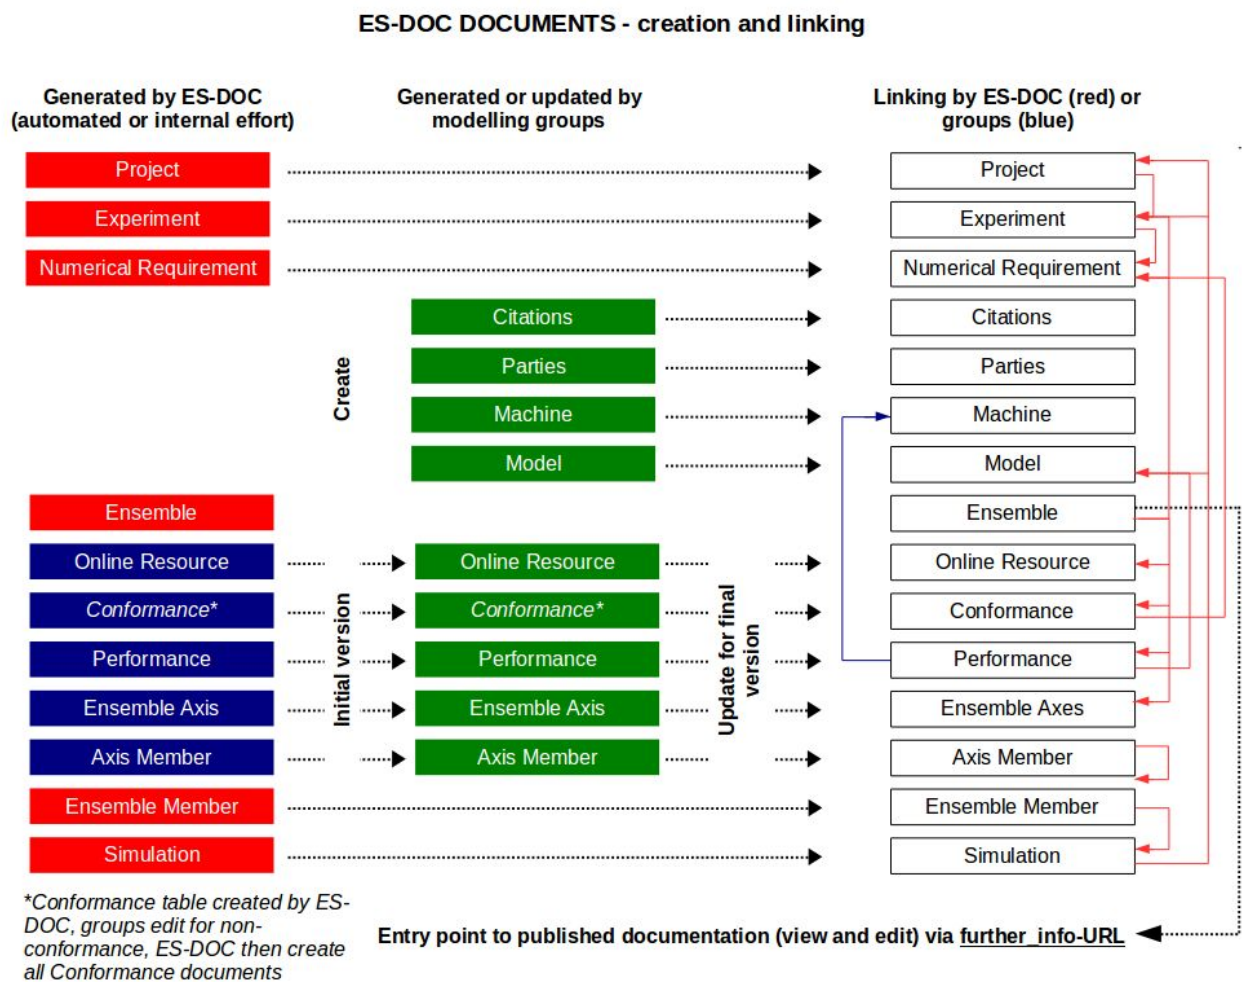 ES-DOC DOCUMENTS - creation and linking
Generated by ES-DOC
(automated or internal effort)
Generated or updated by
modelling groups
Linking by ES-DOC (red) or
groups (blue)
Project
Project
Experiment
Experiment
Numerical Requirement
Numerical Requirement
Create
Citations
Citations
Parties
Parties
Machine
Machine
Model
Model
Ensemble
Ensemble
Initial version
Update for final
version
Online Resource
Online Resource
Online Resource
Conformance*
Conformance*
Conformance
Performance
Performance
Performance
Ensemble Axis
Ensemble Axis
Ensemble Axes
Axis Member
Axis Member
Axis Member
Ensemble Member
Ensemble Member
Simulation
Simulation
*Conformance table created by ES-
DOC, groups edit for non-
conformance, ES-DOC then create
all Conformance documents
Entry point to published documentation (view and edit) via further_info-URL